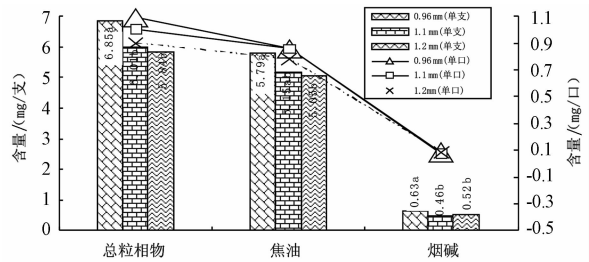 7
6
5
4
3
2
1
0
含量/(mg/支)
1.1
0.9
0.7
0.5
0.3
0.1
-0.1
-0.3
-0.5
含量/(mg/口)
0.96mm(单支)
1.1mm(单支)
1.2mm(单支)
0.96mm(单口)
1.1mm(单口)
1.2mm(单口)
6.85a
5.79a
0.63a
0.46b
0.52b
总粒相物
焦油
烟碱